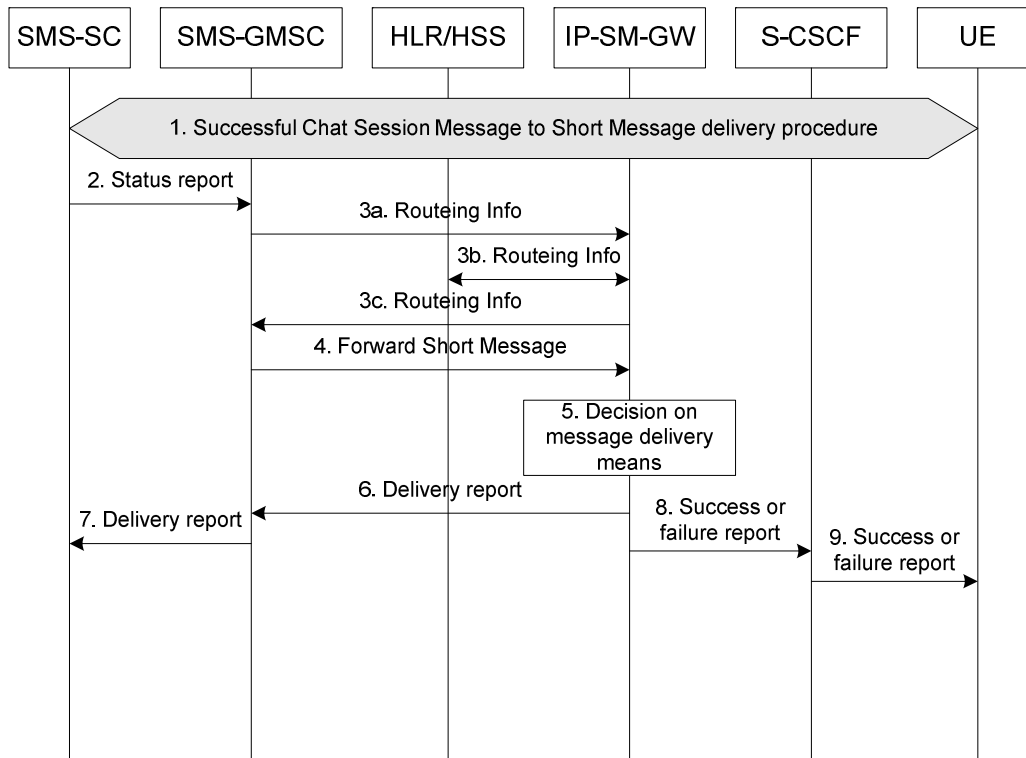 SMS-SC
SMS-GMSC
HLR/HSS
IP-SM-GW
S-CSCF
UE
1. Successful Chat Session Message to Short Message delivery procedure
2. Status report
3a. Routeing Info
3b. Routeing Info
3c. Routeing Info
4. Forward Short Message
5. Decision on
message delivery
means
6. Delivery report
7. Delivery report
8. Success or
failure report
9. Success or
failure report